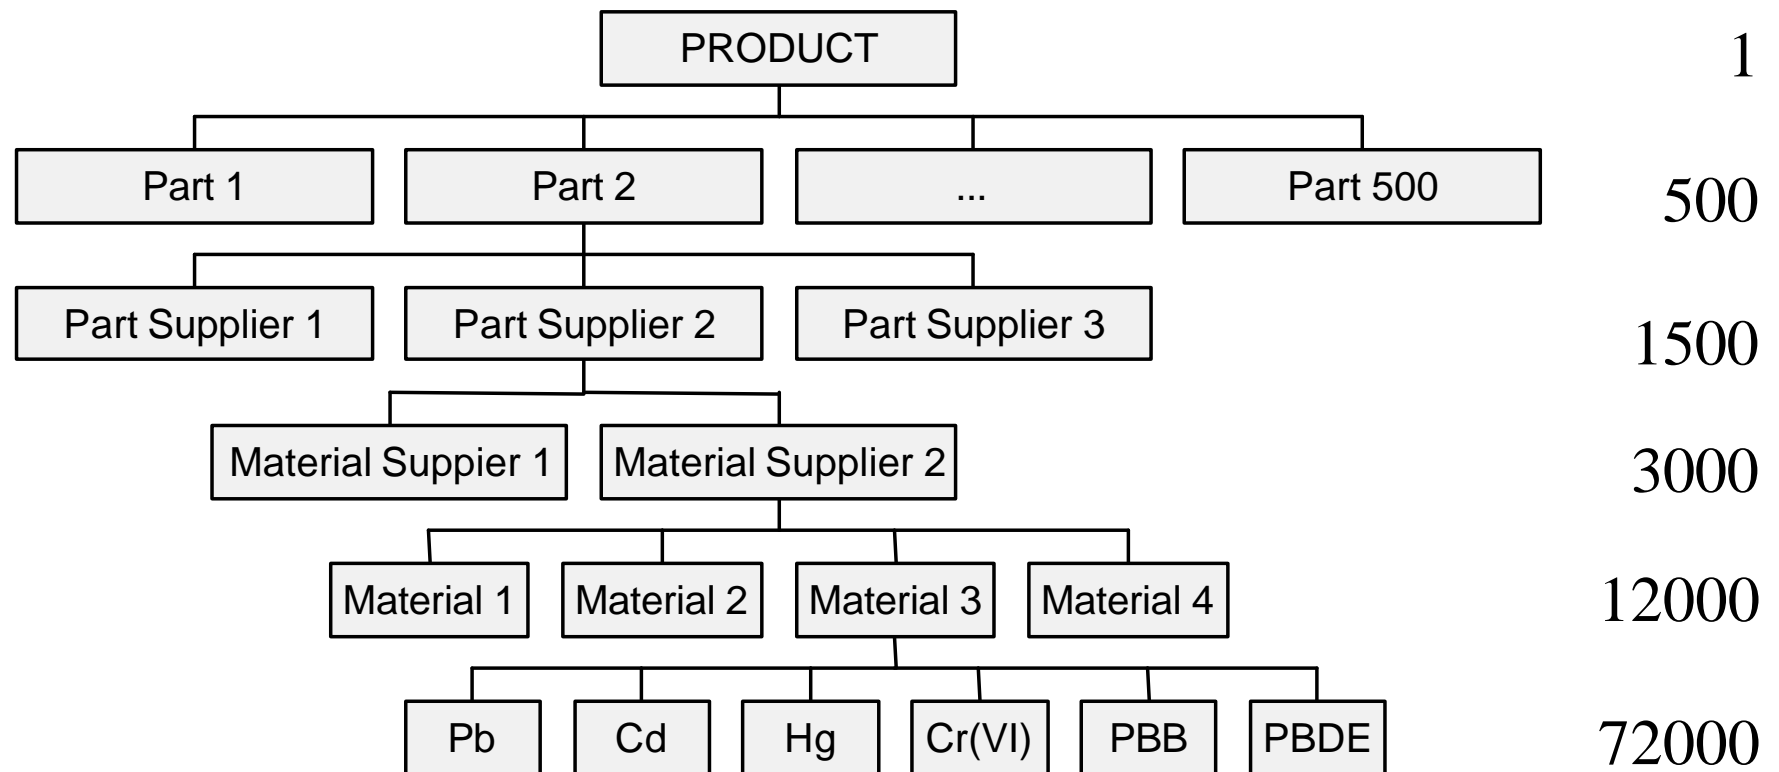 PRODUCT 1
Part 1 Part 2 ... Part 500 500
Part Supplier 1 Part Supplier 2 Part Supplier 3 1500
Material Suppier 1 Material Supplier 2 3000
Material 1 Material 2 Material 3 Material 4 12000
Pb Cd Hg Cr(VI) PBB PBDE 72000